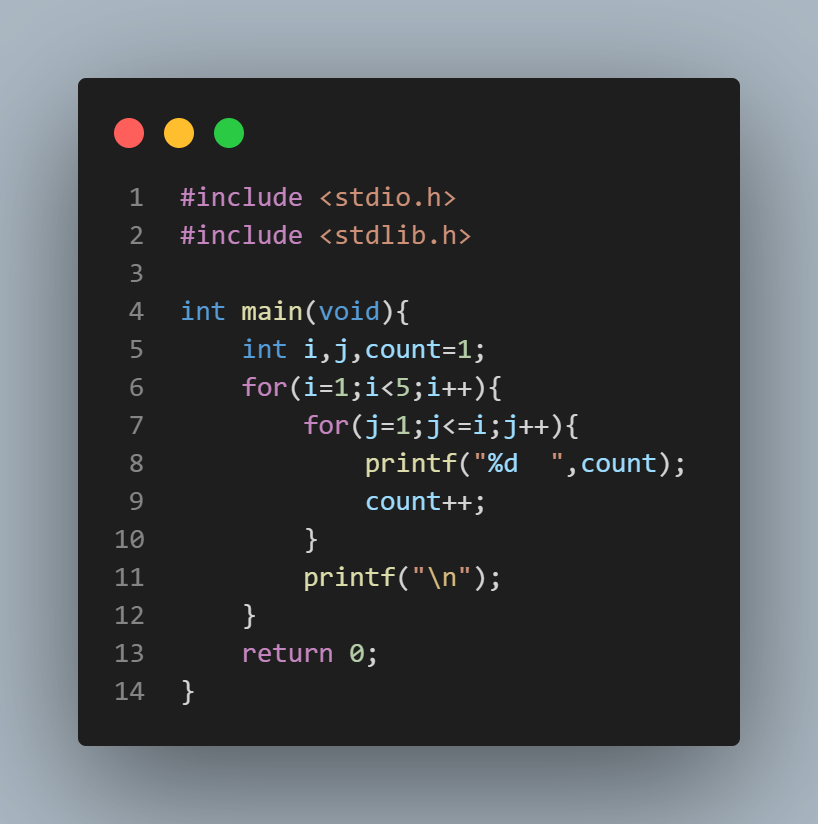 1 #include <stdio.h>
2 #include <stdlib.h>
3
4 int main(void){
5     int i,j,count=1;
6     for(i=1;i<5;i++){
7         for(j=1;j<=i;j++){
8             printf("%d  ",count);
9             count++;
10         }
11         printf("\n");
12     }
13     return 0;
14 }